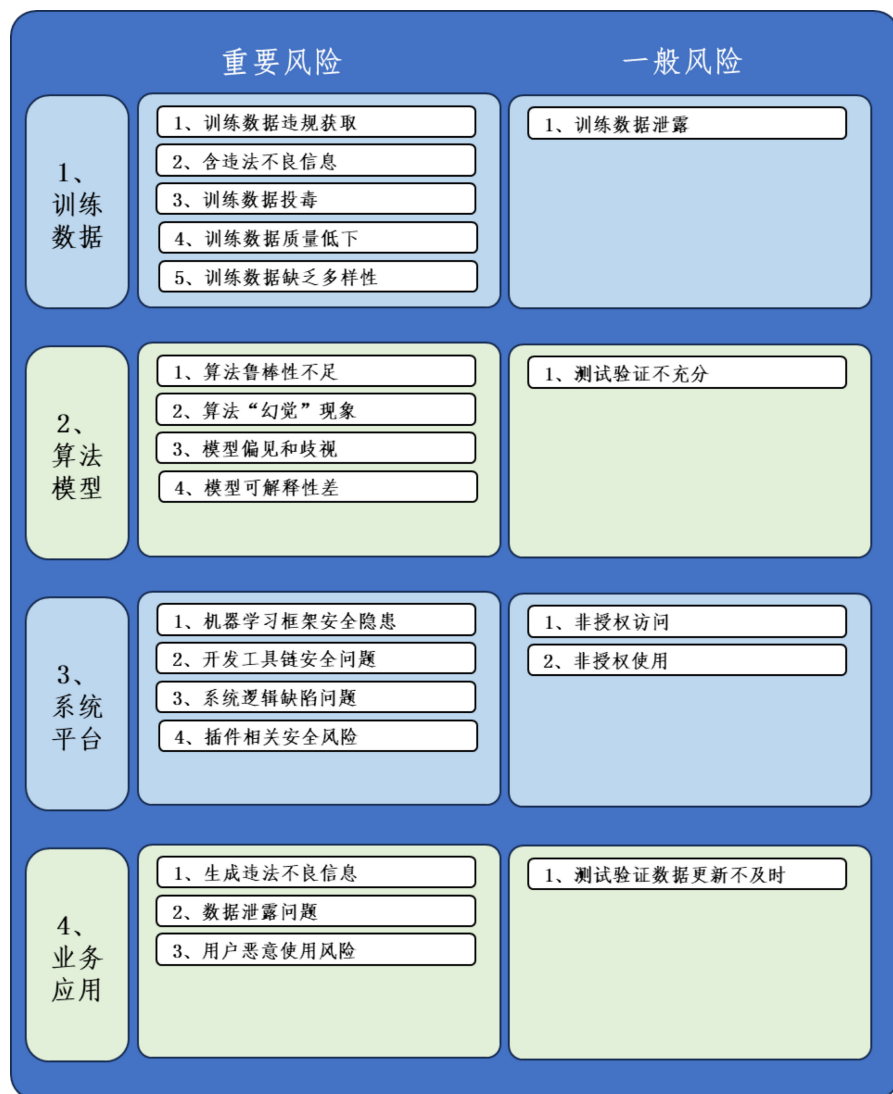 重要风险
一般风险
1、
训练
数据
1、训练数据违规获取
2、含违法不良信息
3、训练数据投毒
4、训练数据质量低下
5、训练数据缺乏多样性
1、训练数据泄露
2、
算法
模型
1、算法鲁棒性不足
2、算法“幻觉”现象
3、模型偏见和歧视
4、模型可解释性差
1、测试验证不充分
3、
系统
平台
1、机器学习框架安全隐患
2、开发工具链安全问题
3、系统逻辑缺陷问题
4、插件相关安全风险
1、非授权访问
2、非授权使用
4、
业务
应用
1、生成违法不良信息
2、数据泄露问题
3、用户恶意使用风险
1、测试验证数据更新不及时